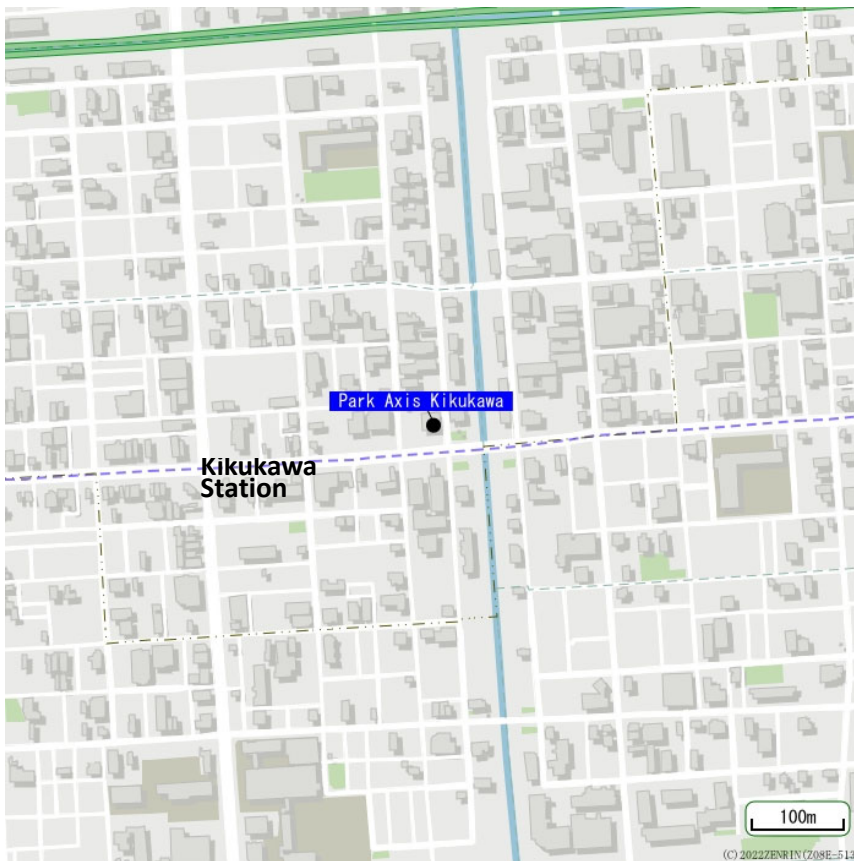 Park Axis Kikukawa
Kikukawa
Station
100m
(C) 2022ZENRIN(Z08E-513